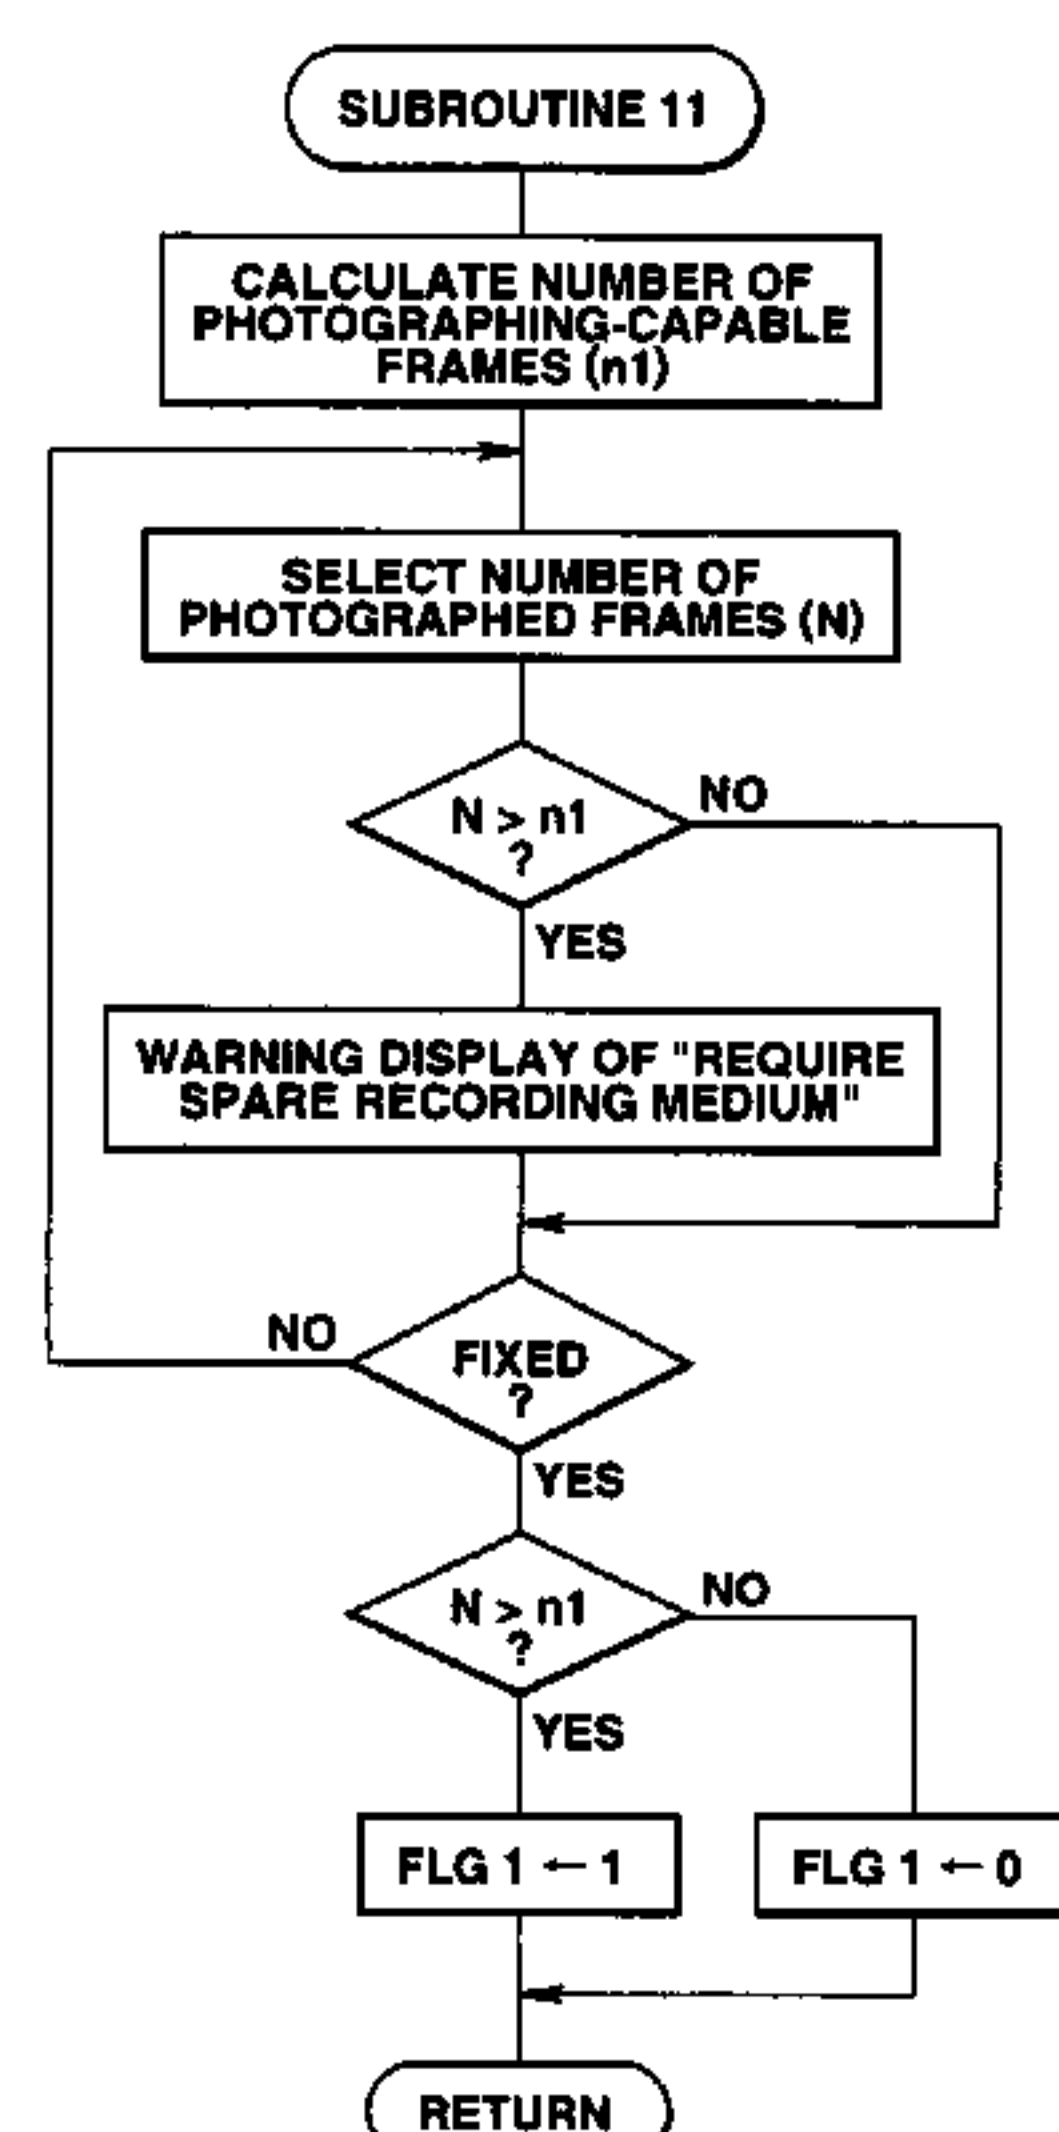 SUBROUTINE 11
CALCULATE NUMBER OF
PHOTOGRAPHING-CAPABLE
FRAMES (n1)
SELECT NUMBER OF
PHOTOGRAPHED FRAMES (N)
N > n1
?
NO
YES
WARNING DISPLAY OF "REQUIRE
SPARE RECORDING MEDIUM"
NO
FIXED
?
YES
N > n1
?
NO
YES
FLG 1 ← 1
FLG 1 ← 0
RETURN